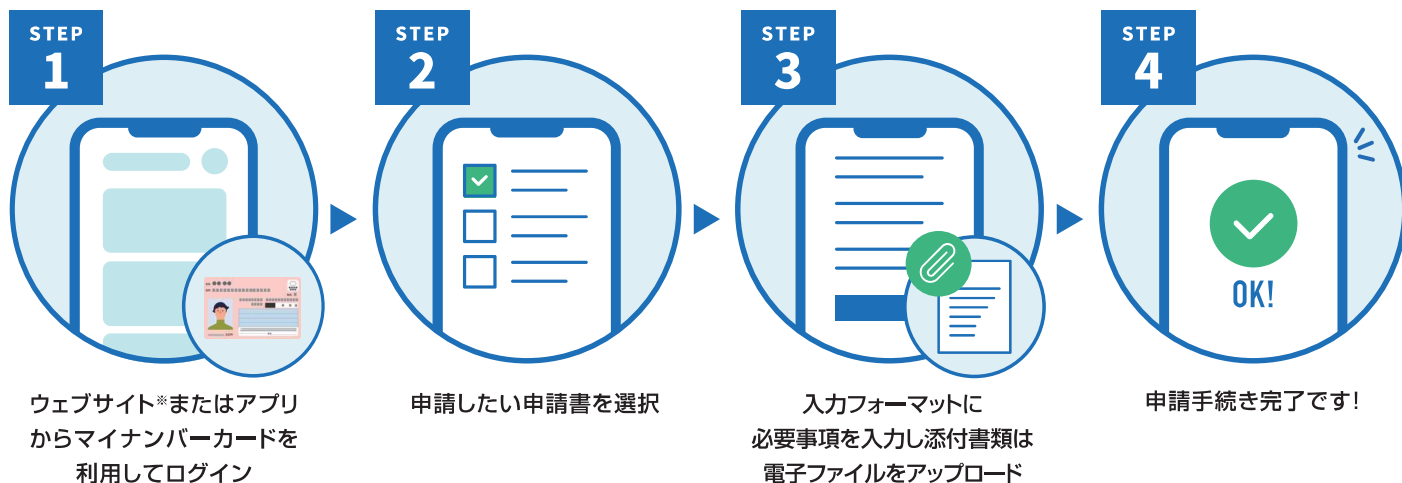 STEP
1
ウェブサイト※またはアプリ
からマイナンバーカードを
利用してログイン
STEP
2
申請したい申請書を選択
STEP
3
入力フォーマットに
必要事項を入力し添付書類は
電子ファイルをアップロード
STEP
4
OK!
申請手続き完了です!